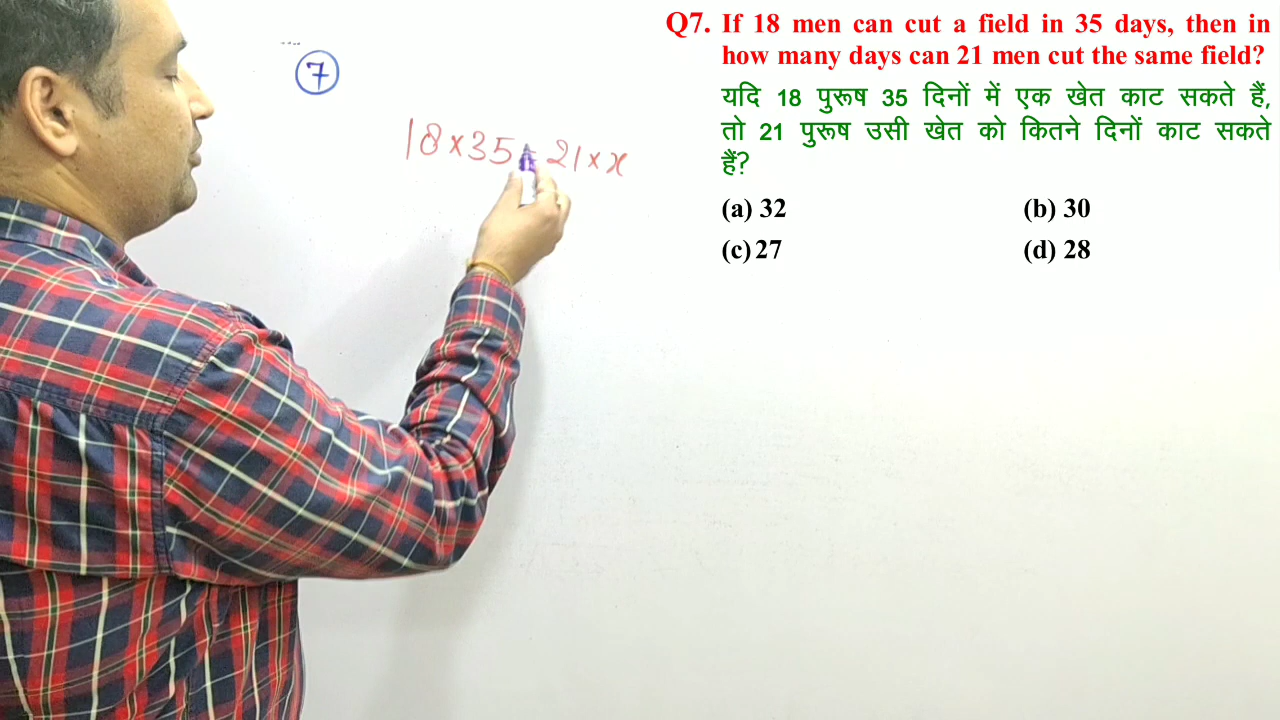 Q7. If 18 men can cut a field in 35 days, then in
how many days can 21 men cut the same field?
यदि 18 पुरूष 35 दिनों में एक खेत काट सकते हैं,
तो 21 पुरूष उसी खेत को कितने दिनों काट सकते
हैं?
(a) 32 (b) 30
(c) 27 (d) 28
7
18×35 = 21×x